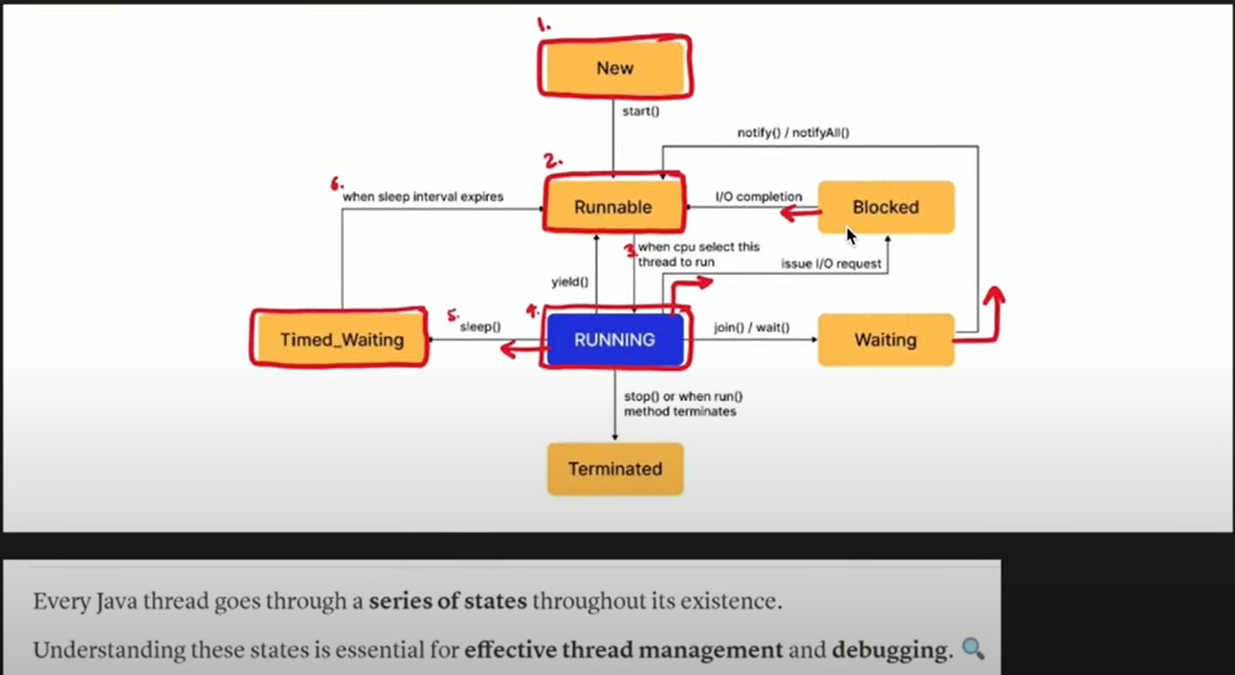 1.
New
start()
notify() / notifyAll()
2.
6.
when sleep interval expires
Runnable
I/O completion
Blocked
3.
when cpu select this
thread to run
issue I/O request
yield()
5.
sleep()
4.
Timed_Waiting
RUNNING
join() / wait()
Waiting
stop() or when run()
method terminates
Terminated
Every Java thread goes through a series of states throughout its existence.
Understanding these states is essential for effective thread management and debugging. 🔍